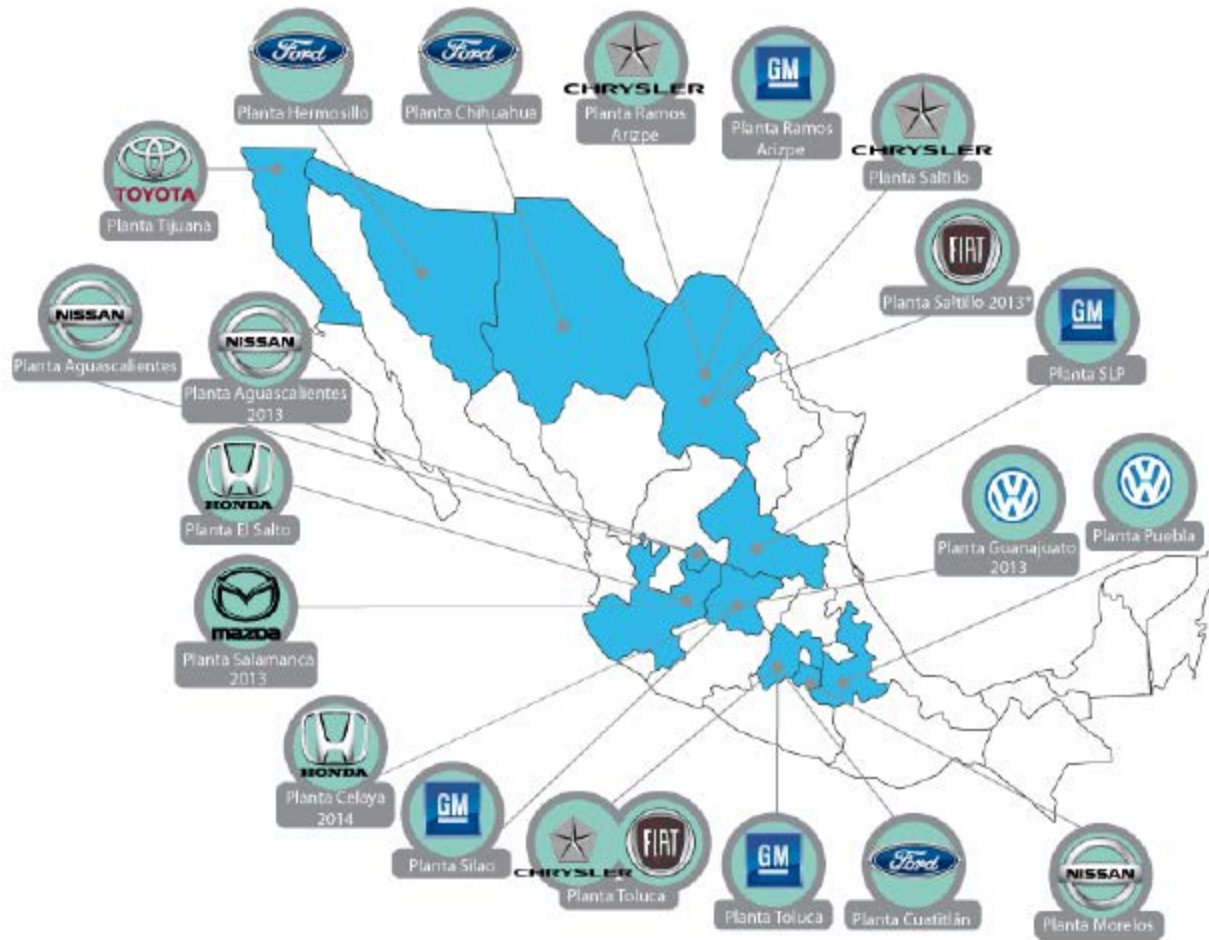 Ford
Planta Hermosillo
Ford
Planta Chihuahua
CHRYSLER
Planta Ramos
Arizpe
GM
Planta Ramos
Arizpe
CHRYSLER
Planta Saltillo
TOYOTA
Planta Tijuana
FIAT
Planta Saltillo 2013*
GM
Planta SLP
NISSAN
Planta Aguascalientes
NISSAN
Planta Aguascalientes
2013
HONDA
Planta El Salto
VW
Planta Guanajuato
2013
VW
Planta Puebla
mazda
Planta Salamanca
2013
HONDA
Planta Celaya
2014
GM
Planta Silao
CHRYSLER
FIAT
Planta Toluca
GM
Planta Toluca
Ford
Planta Cuatitlán
NISSAN
Planta Morelos